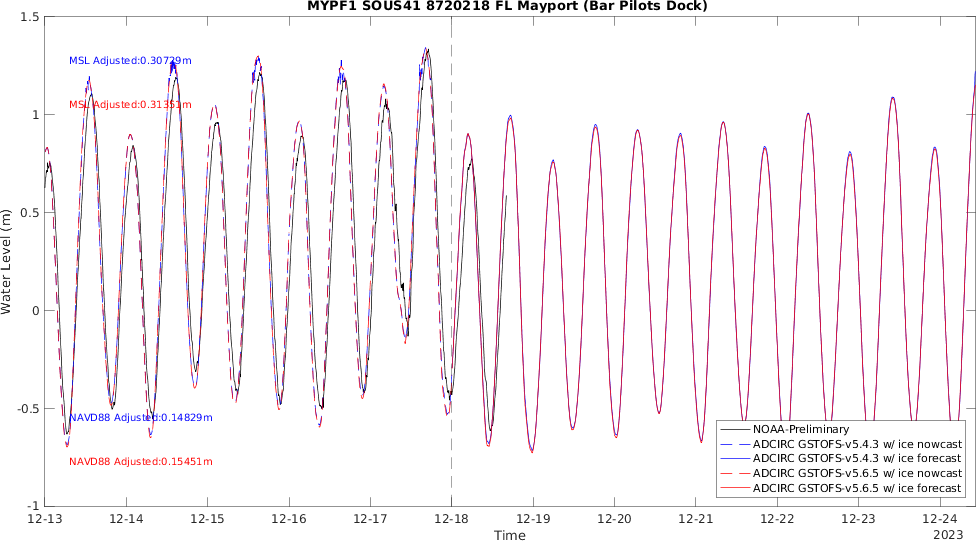 MYPF1 SOUS41 8720218 FL Mayport (Bar Pilots Dock)
1.5
1
0.5
0
-0.5
-1
Water Level (m)
MSL Adjusted:0.30729m
MSL Adjusted:0.31351m
NAVD88 Adjusted:0.14829m
NAVD88 Adjusted:0.15451m
NOAA-Preliminary
ADCIRC GSTOFS-v5.4.3 w/ ice nowcast
ADCIRC GSTOFS-v5.4.3 w/ ice forecast
ADCIRC GSTOFS-v5.6.5 w/ ice nowcast
ADCIRC GSTOFS-v5.6.5 w/ ice forecast
12-13 12-14 12-15 12-16 12-17 12-18 12-19 12-20 12-21 12-22 12-23 12-24
Time
2023